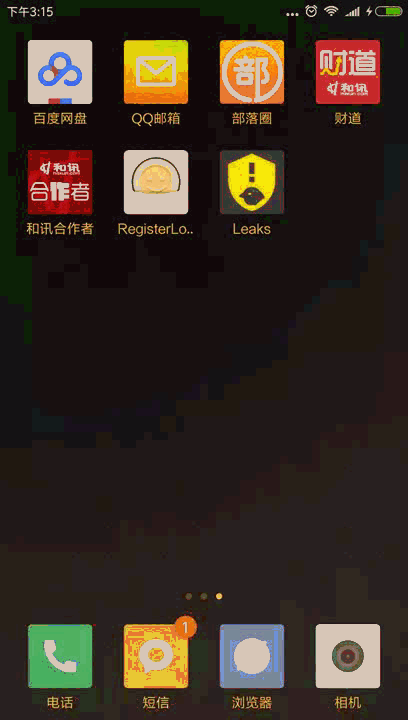 下午3:15
百度网盘
QQ邮箱
部
部落圈
财道
和讯
财道
和讯
合作者
和讯合作者
RegisterLo..
Leaks
1
电话
短信
浏览器
相机